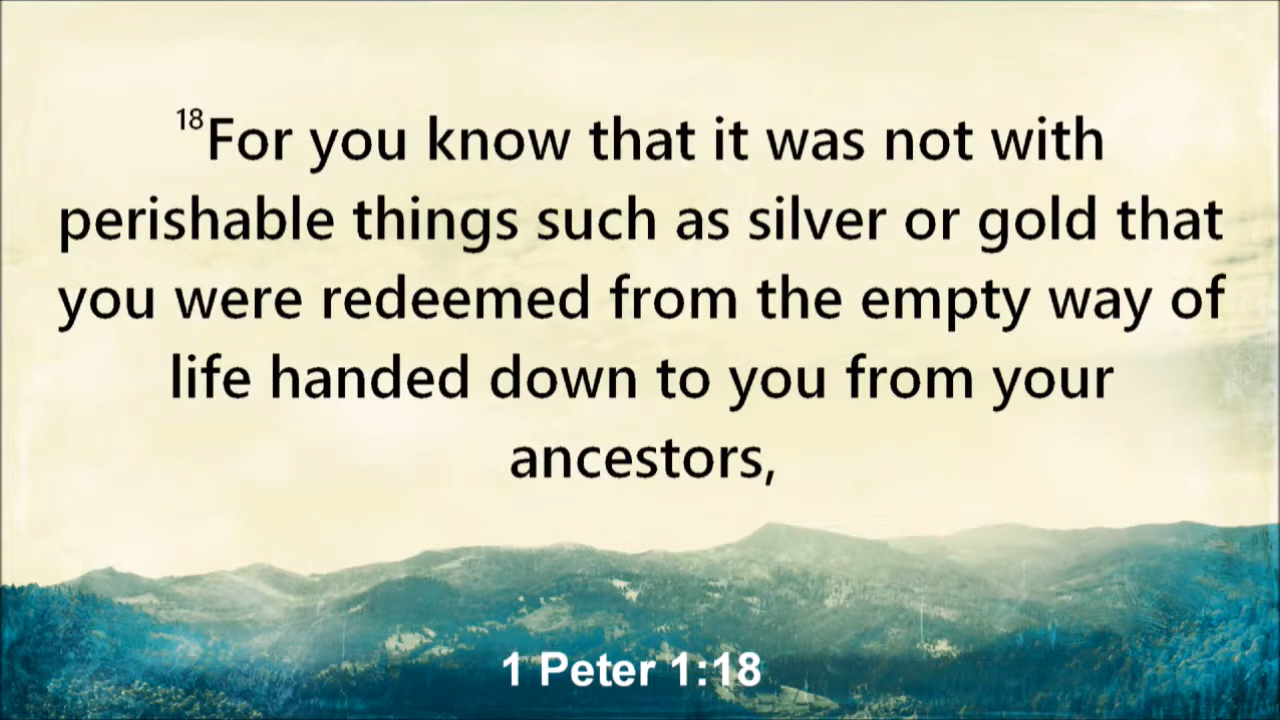 18For you know that it was not with
perishable things such as silver or gold that
you were redeemed from the empty way of
life handed down to you from your
ancestors,
1 Peter 1:18